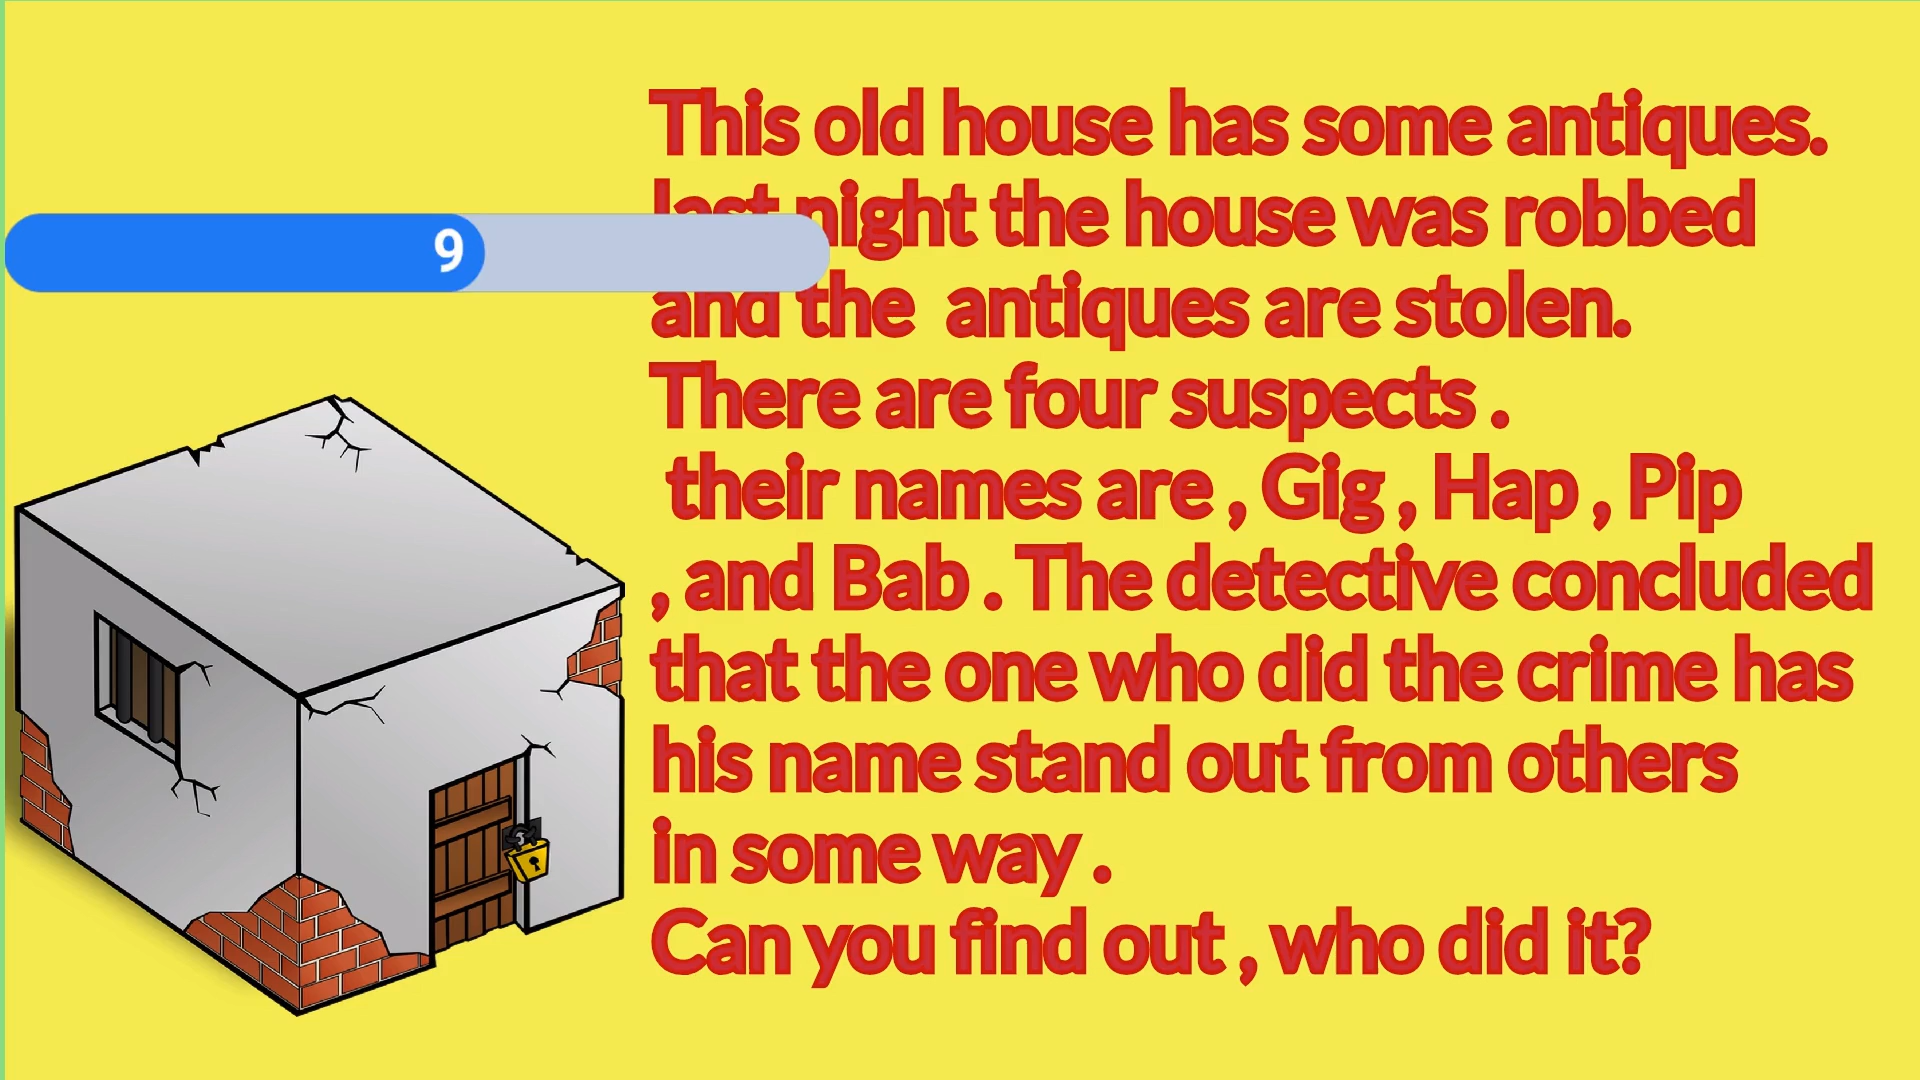 This old house has some antiques.
last night the house was robbed
9
and the antiques are stolen.
There are four suspects .
their names are , Gig , Hap , Pip
, and Bab . The detective concluded
that the one who did the crime has
his name stand out from others
in some way .
Can you find out , who did it?